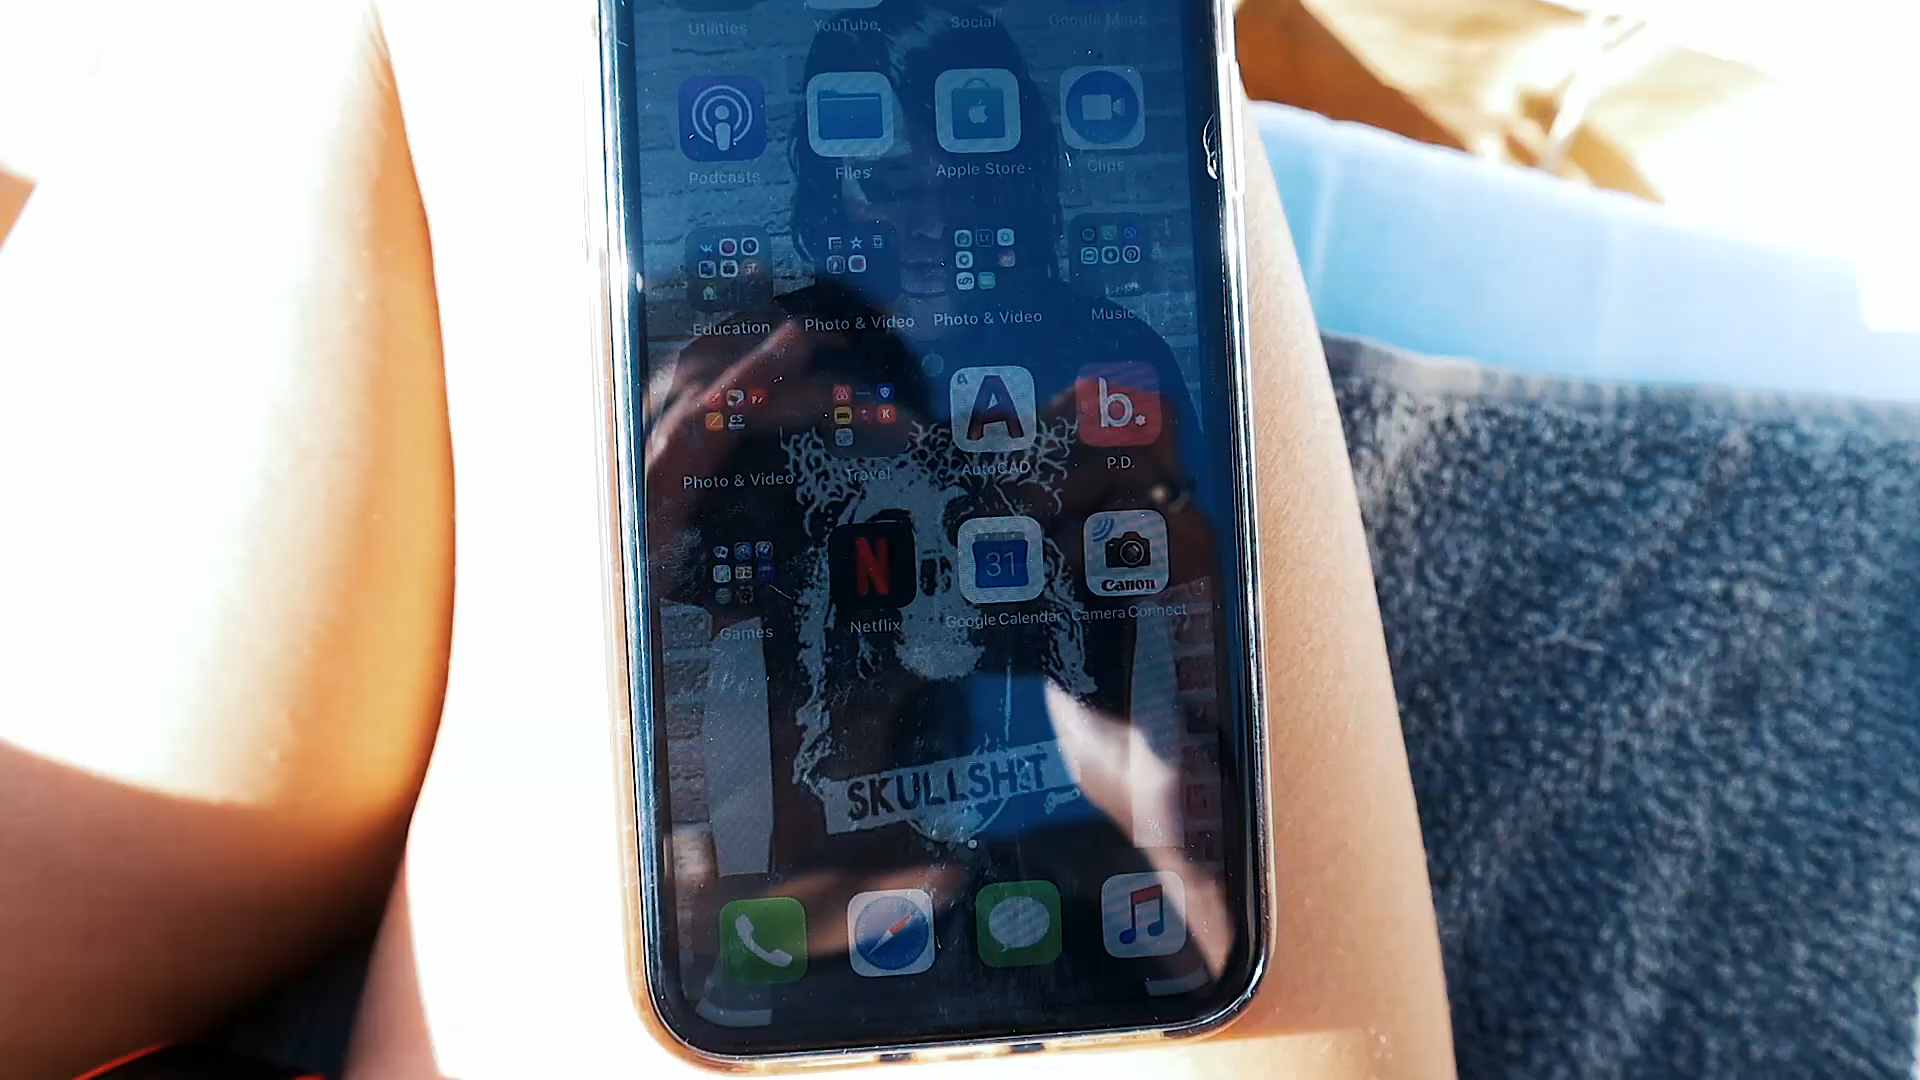 Utilities YouTube Social Google Maps
Podcasts Files Apple Store Clips
Education Photo & Video Photo & Video Music
CS K
A b.
Photo & Video Travel AutoCAD P.D.
N 31 Canon
Games Netflix Google Calendar Camera Connect
SKULLSHIT